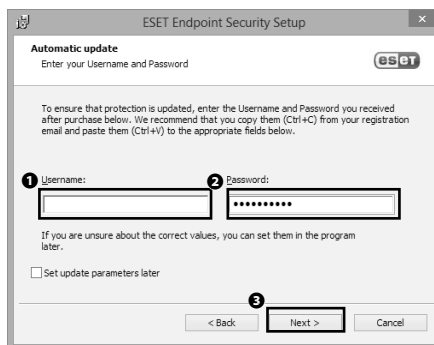 ESET Endpoint Security Setup
Automatic update
Enter your Username and Password
eset
To ensure that protection is updated, enter the Username and Password you received
after purchase below. We recommend that you copy them (Ctrl+C) from your registration
email and paste them (Ctrl+V) to the appropriate fields below.
❶ Username: ❷ Password:
••••••••••
If you are unsure about the correct values, you can set them in the program
later.
Set update parameters later
❸
< Back Next > Cancel